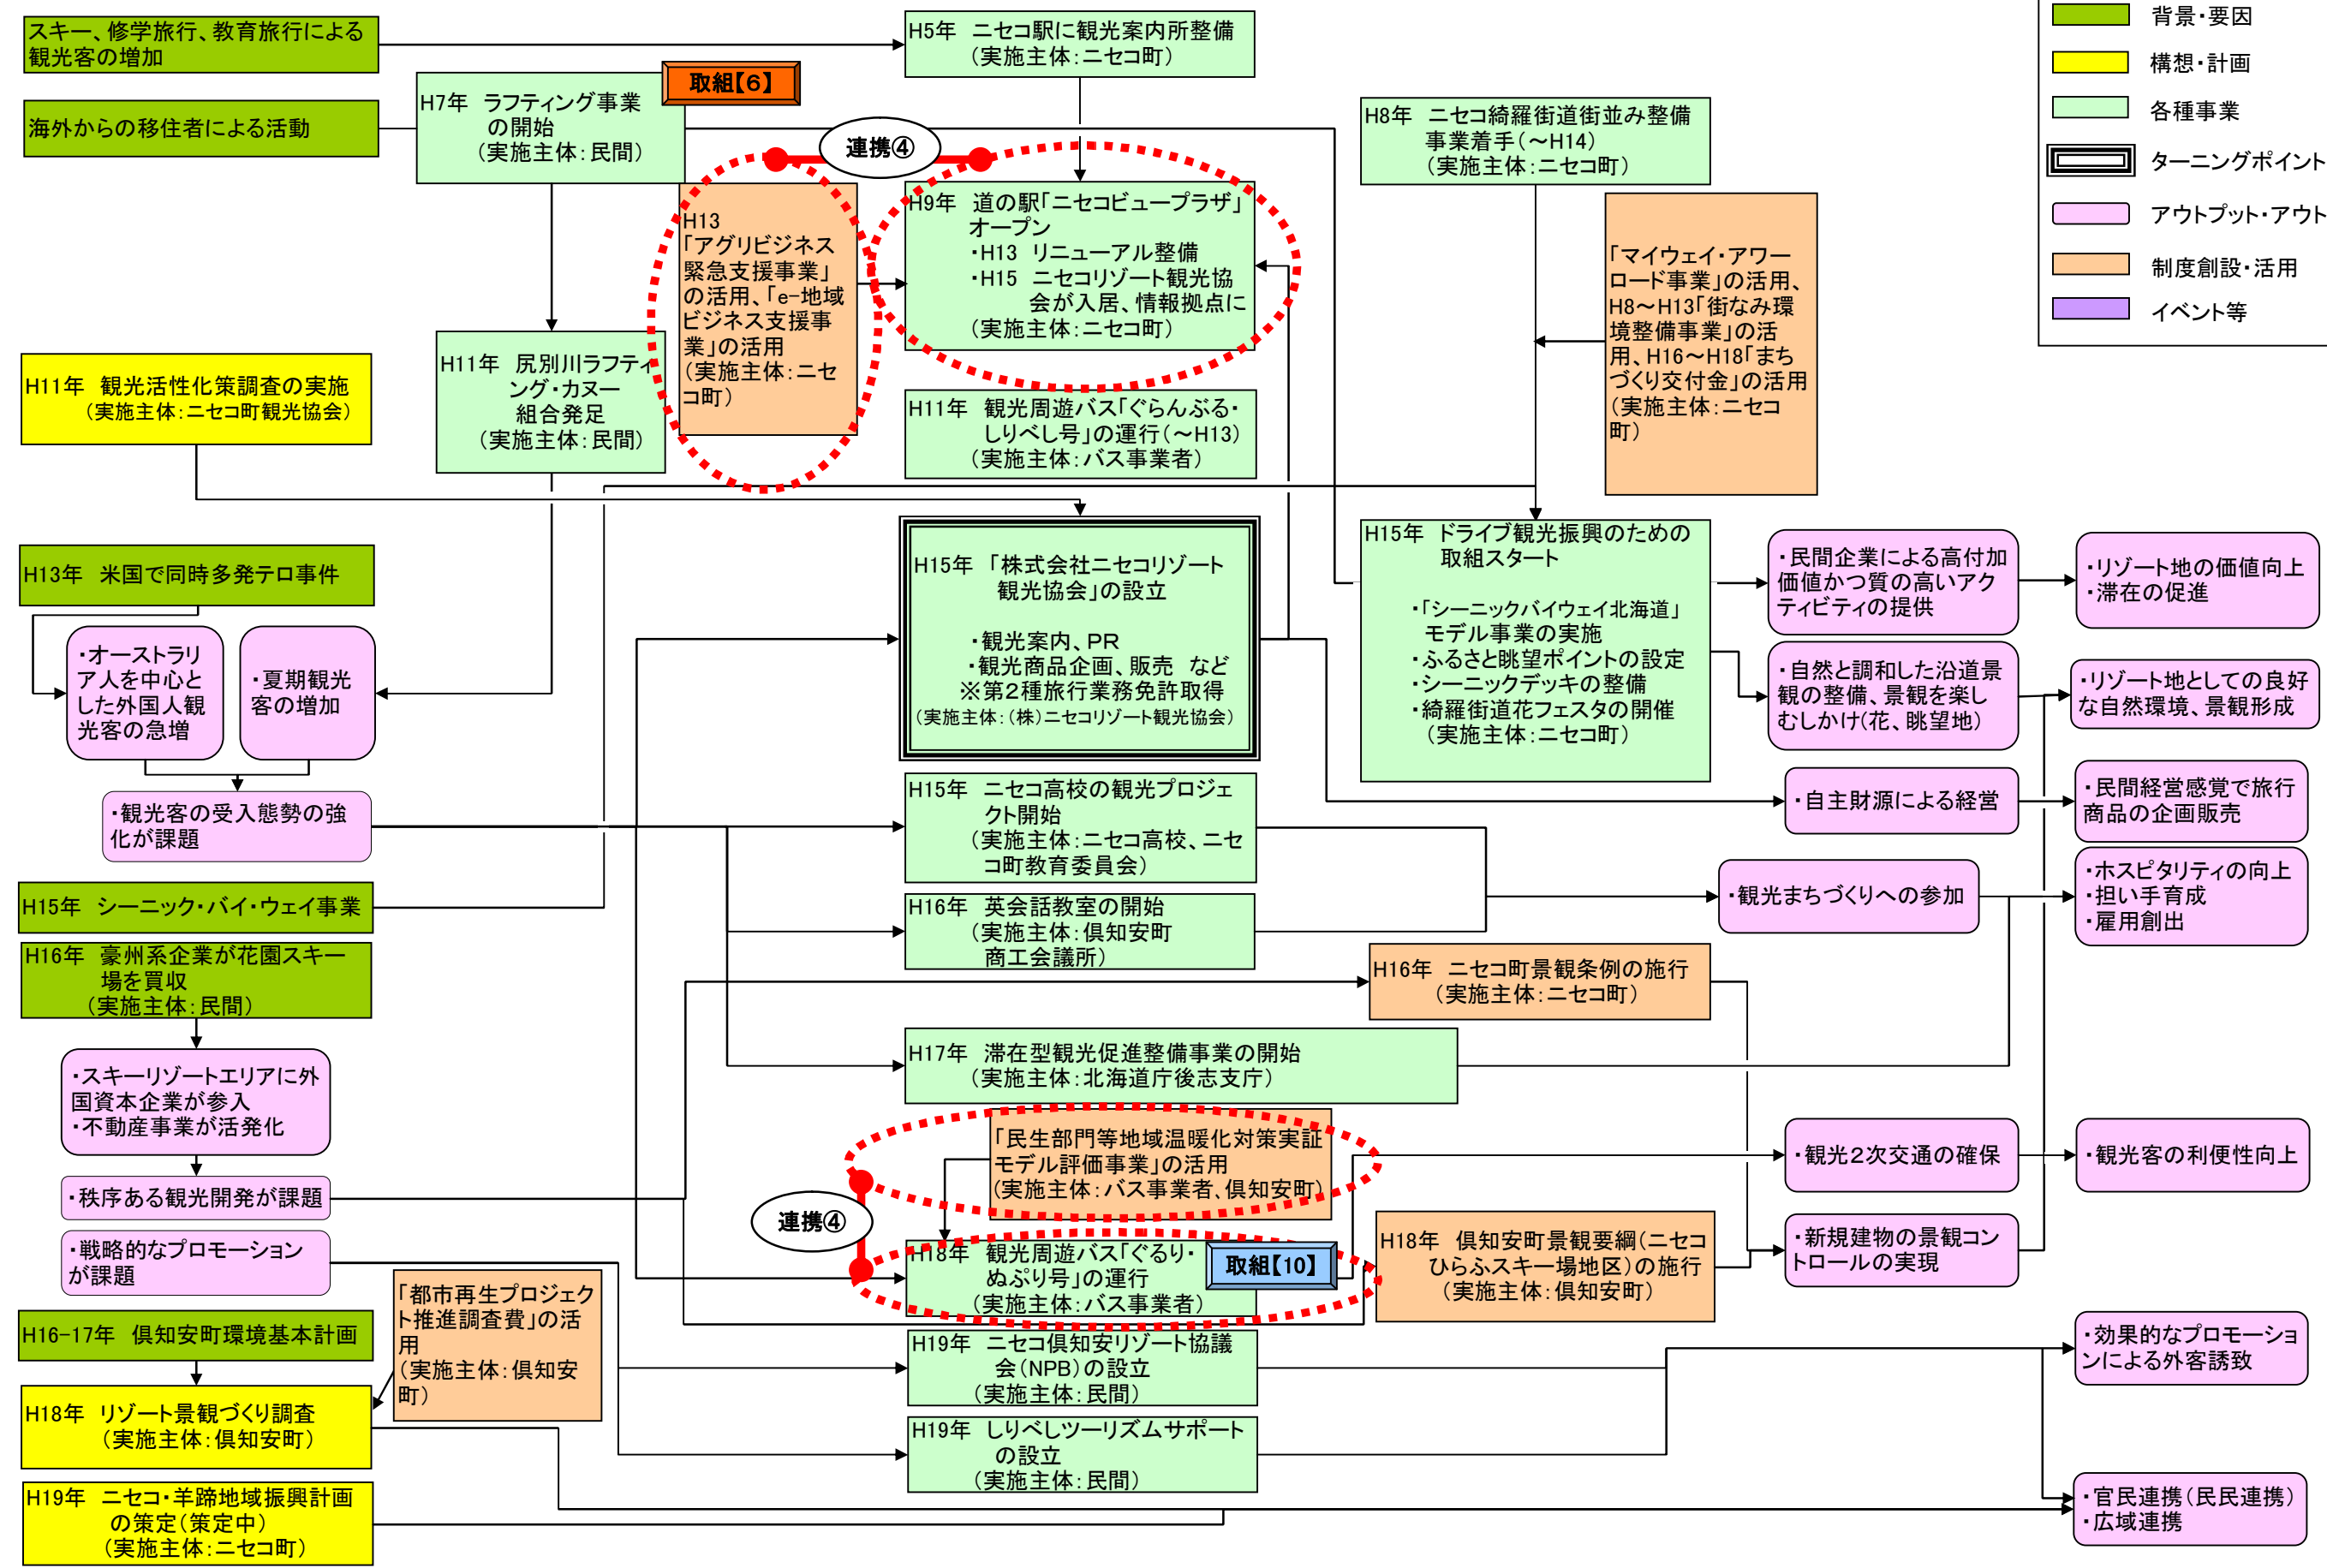 スキー、修学旅行、教育旅行による
観光客の増加
海外からの移住者による活動
H7年　ラフティング事業
の開始
（実施主体：民間）
取組【６】
連携④
H5年　ニセコ駅に観光案内所整備
（実施主体：ニセコ町）
H8年　ニセコ綺羅街道街並み整備
事業着手（～H14）
（実施主体：ニセコ町）
背景・要因
構想・計画
各種事業
ターニングポイント
アウトプット・アウト
制度創設・活用
イベント等
H13
「アグリビジネス
緊急支援事業」
の活用、「e-地域
ビジネス支援事
業」の活用
（実施主体：ニセ
コ町）
H9年　道の駅「ニセコビュープラザ」
オープン
・H13 リニューアル整備
・H15 ニセコリゾート観光協
会が入居、情報拠点に
（実施主体：ニセコ町）
「マイウェイ・アワー
ロード事業」の活用、
H8～H13「街なみ環
境整備事業」の活
用、H16～H18「まち
づくり交付金」の活用
（実施主体：ニセコ
町）
H11年　観光活性化策調査の実施
（実施主体：ニセコ町観光協会）
H11年　尻別川ラフティ
ング・カヌー
組合発足
（実施主体：民間）
H11年　観光周遊バス「ぐらんぶる・
しりべし号」の運行（～H13）
（実施主体：バス事業者）
H13年　米国で同時多発テロ事件
・オーストラリ
ア人を中心と
した外国人観
光客の急増
・夏期観光
客の増加
・観光客の受入態勢の強
化が課題
H15年　「株式会社ニセコリゾート
観光協会」の設立
・観光案内、PR
・観光商品企画、販売　など
※第２種旅行業務免許取得
（実施主体：（株）ニセコリゾート観光協会）
H15年　ドライブ観光振興のための
取組スタート
・「シーニックバイウェイ北海道」
モデル事業の実施
・ふるさと眺望ポイントの設定
・シーニックデッキの整備
・綺羅街道花フェスタの開催
（実施主体：ニセコ町）
・民間企業による高付加
価値かつ質の高いアク
ティビティの提供
・リゾート地の価値向上
・滞在の促進
・自然と調和した沿道景
観の整備、景観を楽し
むしかけ（花、眺望地）
・リゾート地としての良好
な自然環境、景観形成
・自主財源による経営
・民間経営感覚で旅行
商品の企画販売
H15年　ニセコ高校の観光プロジェ
クト開始
（実施主体：ニセコ高校、ニセ
コ町教育委員会）
H15年　シーニック・バイ・ウェイ事業
H16年　英会話教室の開始
（実施主体：倶知安町
商工会議所）
・観光まちづくりへの参加
・ホスピタリティの向上
・担い手育成
・雇用創出
H16年　豪州系企業が花園スキー
場を買収
（実施主体：民間）
H16年　ニセコ町景観条例の施行
（実施主体：ニセコ町）
・スキーリゾートエリアに外
国資本企業が参入
・不動産事業が活発化
H17年　滞在型観光促進整備事業の開始
（実施主体：北海道庁後志支庁）
「民生部門等地域温暖化対策実証
モデル評価事業」の活用
（実施主体：バス事業者、倶知安町）
・観光２次交通の確保
・観光客の利便性向上
・秩序ある観光開発が課題
連携④
・戦略的なプロモーション
が課題
H18年　観光周遊バス「ぐるり・
ぬぷり号」の運行
（実施主体：バス事業者）
取組【10】
H18年　倶知安町景観要綱（ニセコ
ひらふスキー場地区）の施行
（実施主体：倶知安町）
・新規建物の景観コン
トロールの実現
「都市再生プロジェク
ト推進調査費」の活
用
（実施主体：倶知安
町）
H16-17年　倶知安町環境基本計画
H19年　ニセコ倶知安リゾート協議
会（NPB）の設立
（実施主体：民間）
・効果的なプロモーショ
ンによる外客誘致
H18年　リゾート景観づくり調査
（実施主体：倶知安町）
H19年　しりべしツーリズムサポート
の設立
（実施主体：民間）
H19年　ニセコ・羊蹄地域振興計画
の策定（策定中）
（実施主体：ニセコ町）
・官民連携（民民連携）
・広域連携